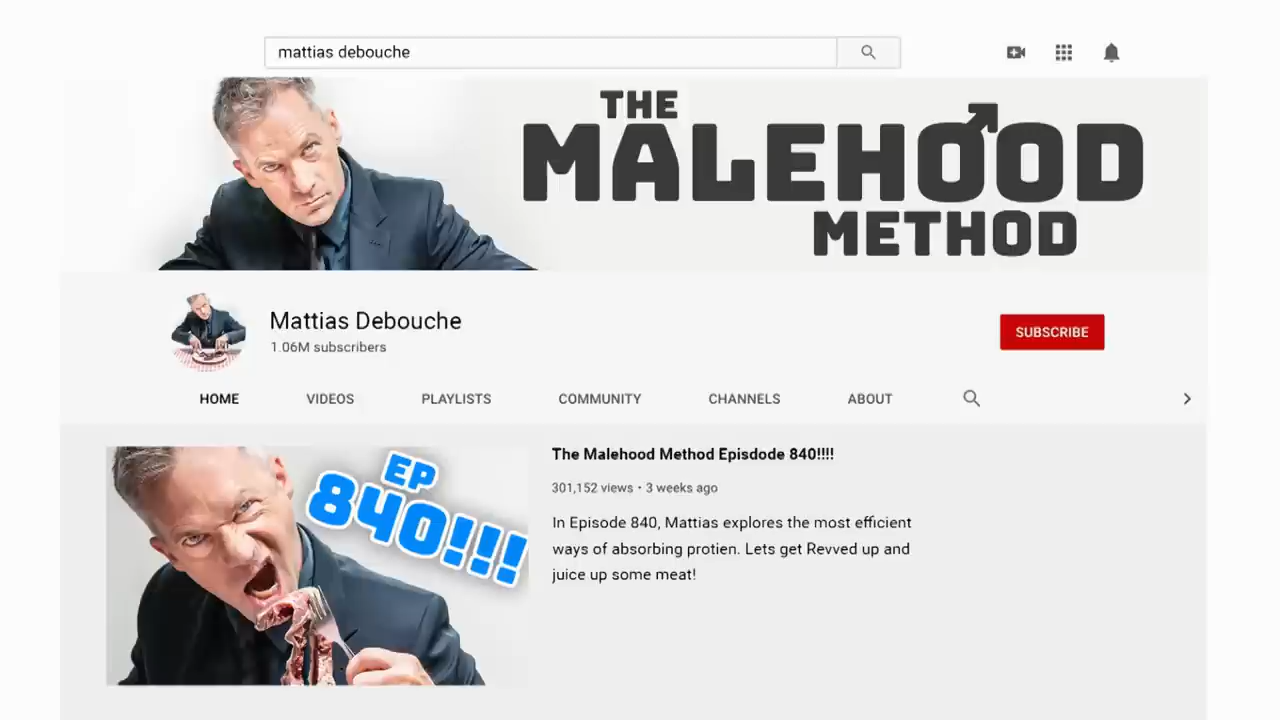 mattias debouche
THE
MALEHOOD
METHOD
Mattias Debouche
1.06M subscribers
SUBSCRIBE
HOME VIDEOS PLAYLISTS COMMUNITY CHANNELS ABOUT
EP
840!!!
The Malehood Method Episdode 840!!!!
301,152 views • 3 weeks ago
In Episode 840, Mattias explores the most efficient
ways of absorbing protien. Lets get Revved up and
juice up some meat!